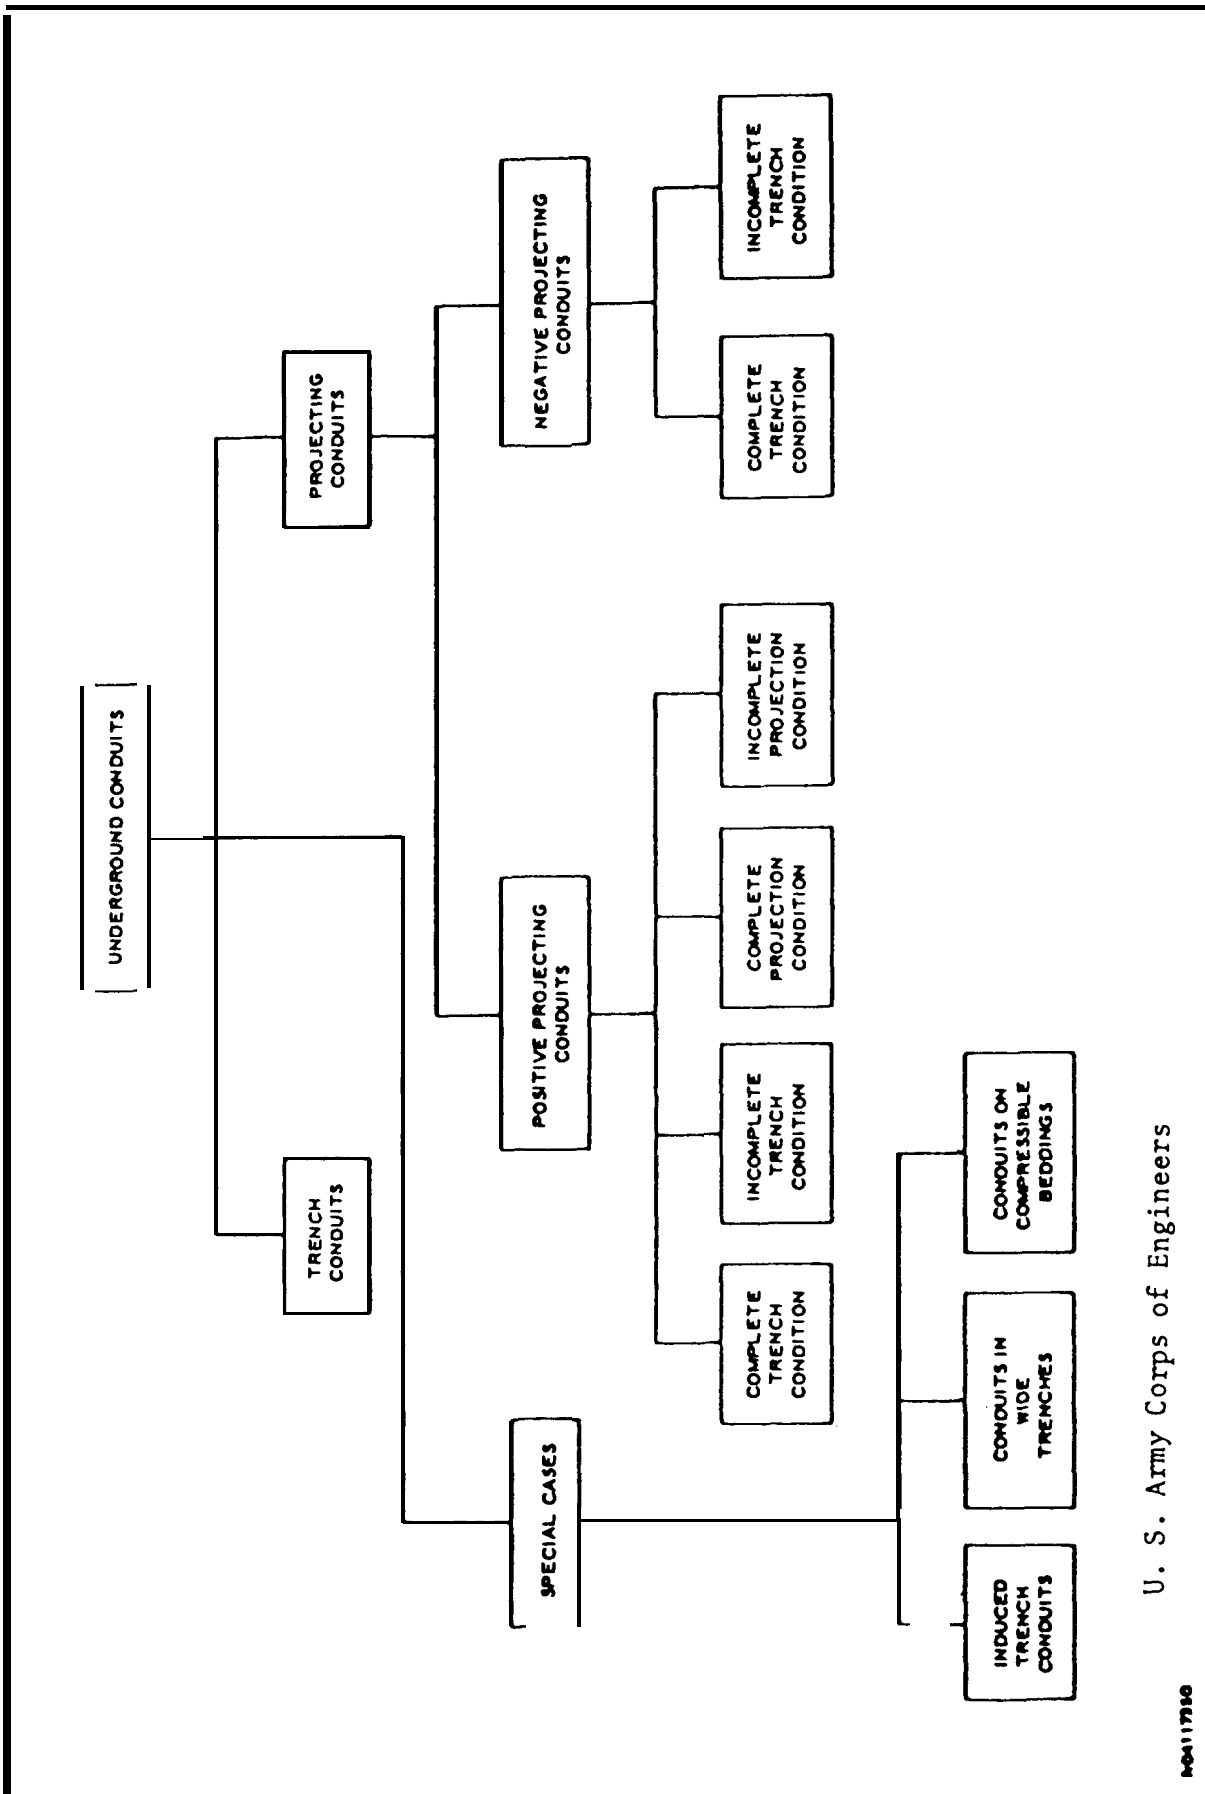 UNDERGROUND CONDUITS
TRENCH
CONDUITS
PROJECTING
CONDUITS
SPECIAL CASES
POSITIVE PROJECTING
CONDUITS
NEGATIVE PROJECTING
CONDUITS
COMPLETE
TRENCH
CONDITION
INCOMPLETE
TRENCH
CONDITION
COMPLETE
PROJECTION
CONDITION
INCOMPLETE
PROJECTION
CONDITION
COMPLETE
TRENCH
CONDITION
INCOMPLETE
TRENCH
CONDITION
INDUCED
TRENCH
CONDUITS
CONDUITS IN
WIDE
TRENCHES
CONDUITS ON
COMPRESSIBLE
BEDDINGS
U. S. Army Corps of Engineers